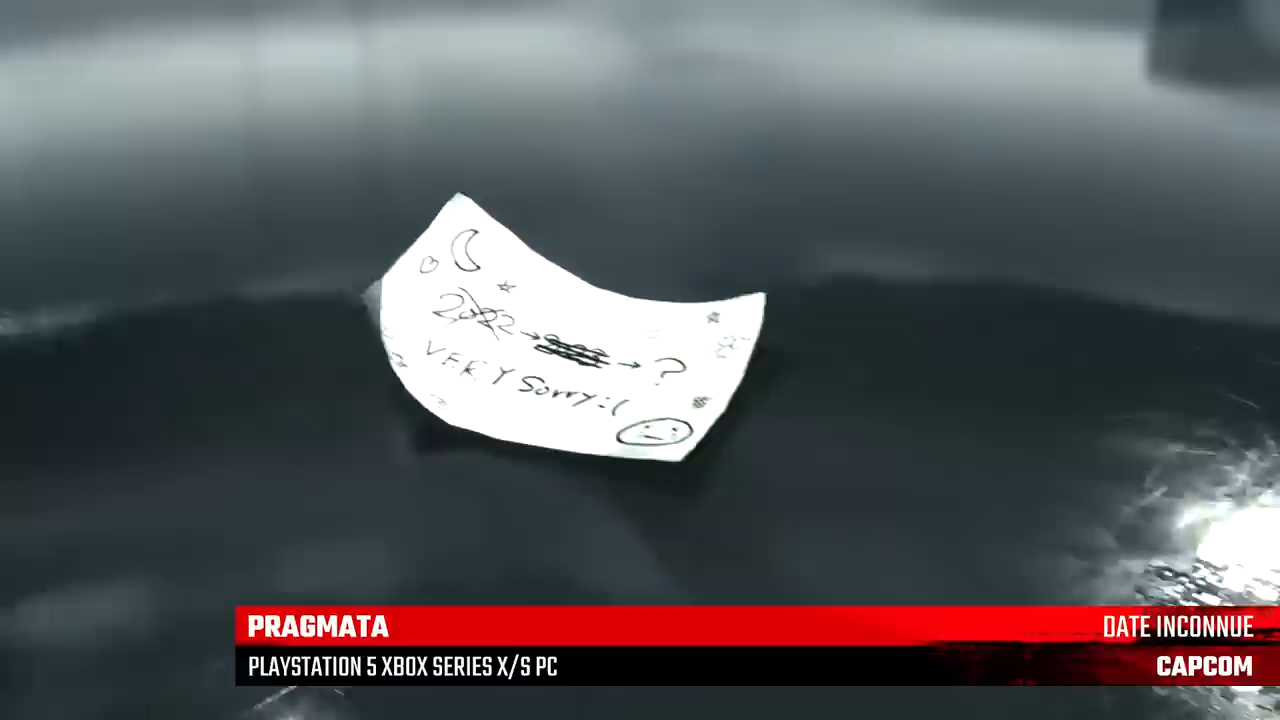 2022 → → ?
VERY Sorry :(
PRAGMATA
DATE INCONNUE
PLAYSTATION 5 XBOX SERIES X/S PC
CAPCOM